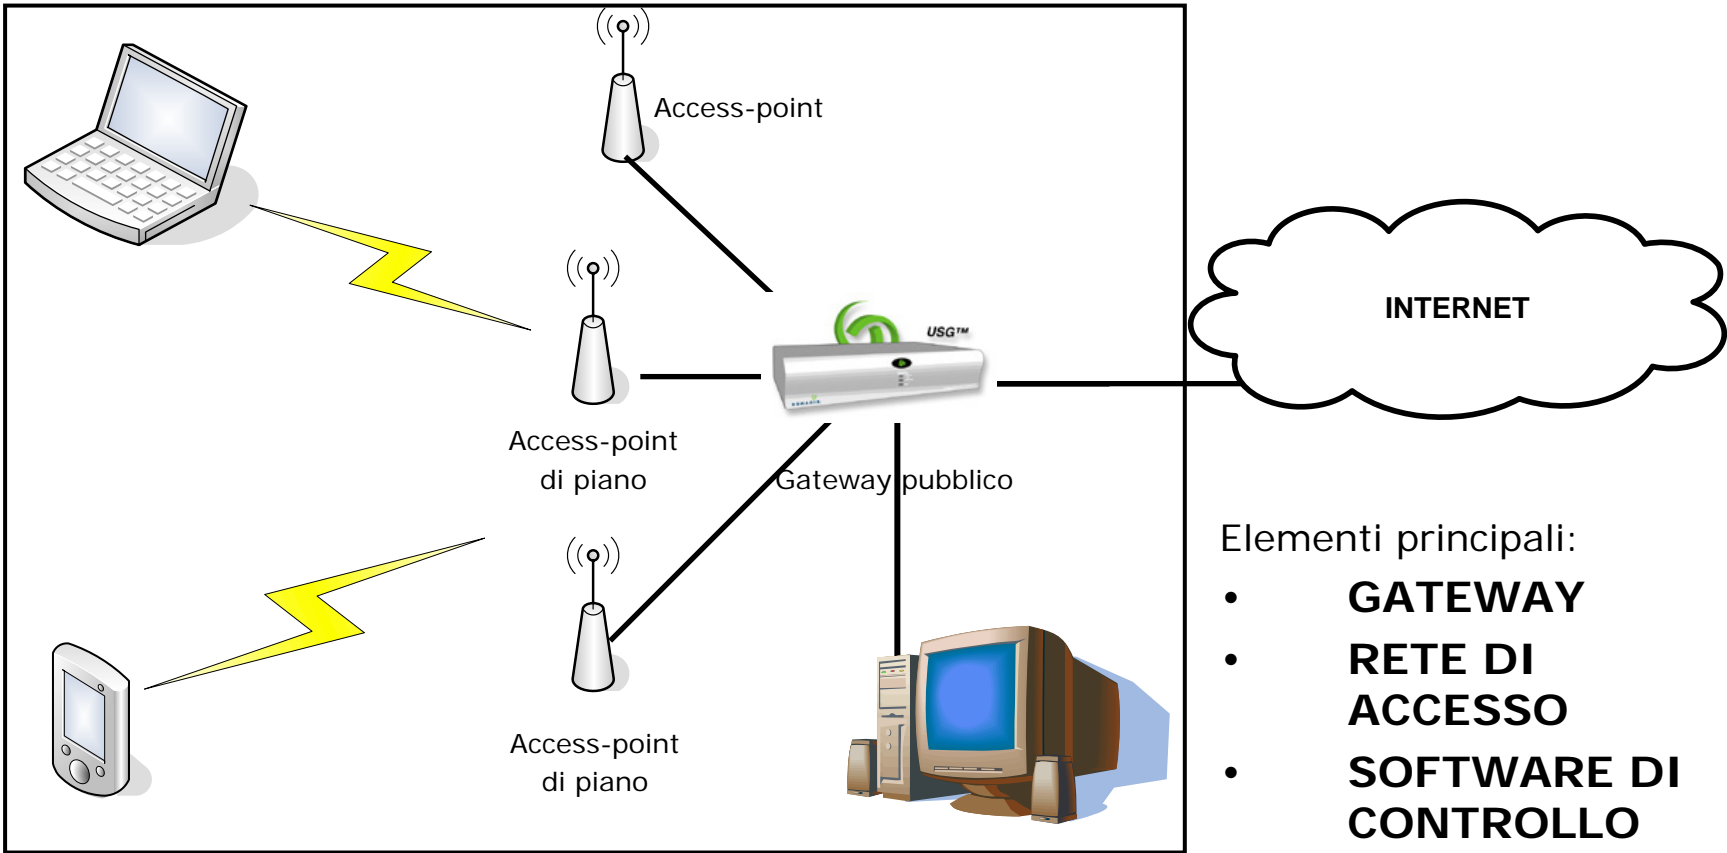 Access-point
USG™
INTERNET
Access-point
di piano
Gateway pubblico
Access-point
di piano
Elementi principali:
• GATEWAY
• RETE DI
ACCESSO
• SOFTWARE DI
CONTROLLO